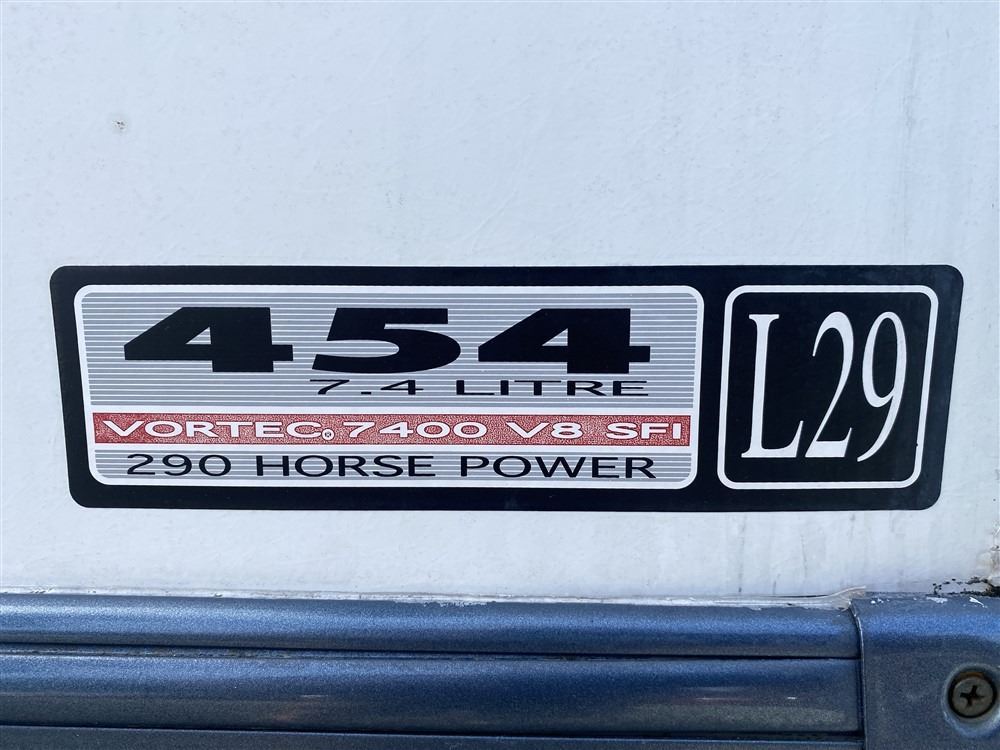 454
7.4 LITRE
VORTEC® 7400 V8 SFI
290 HORSE POWER
L29